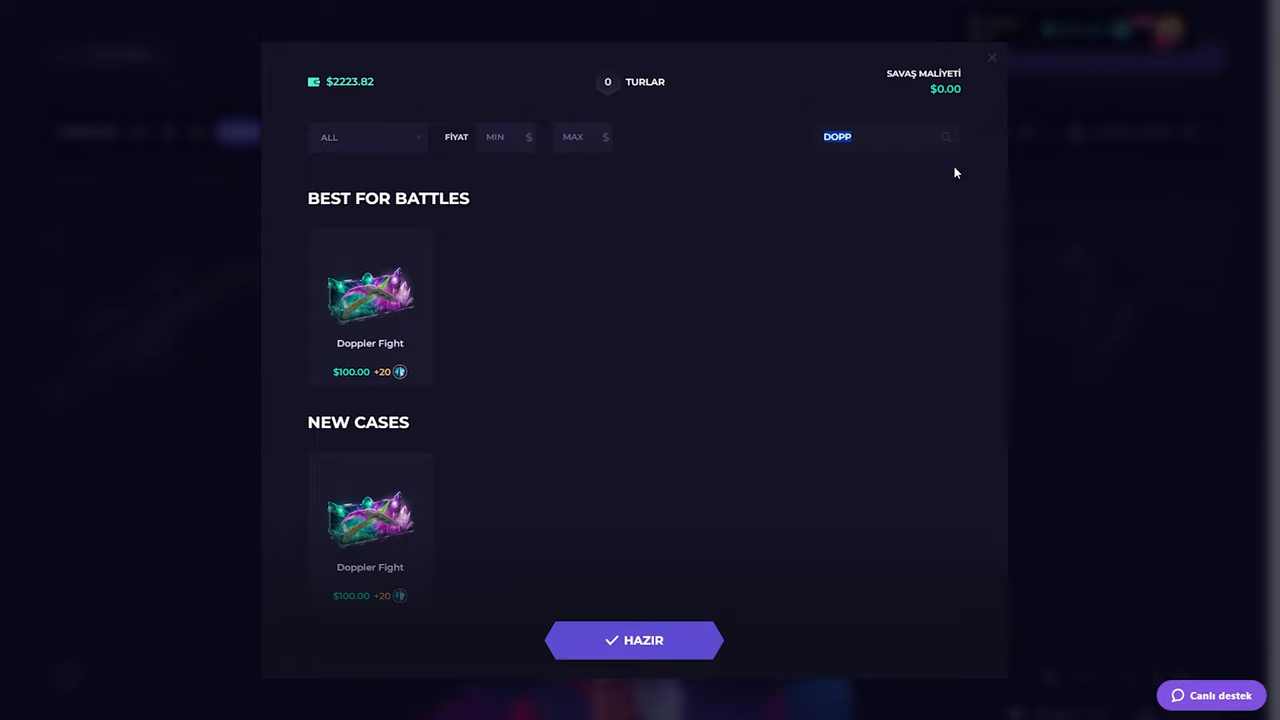 $2223.82
0 TURLAR
SAVAŞ MALİYETİ
$0.00
ALL
FİYAT MIN $ MAX $
DOPP
BEST FOR BATTLES
Doppler Fight
$100.00 +20
NEW CASES
Doppler Fight
$100.00 +20
HAZIR
Canlı destek